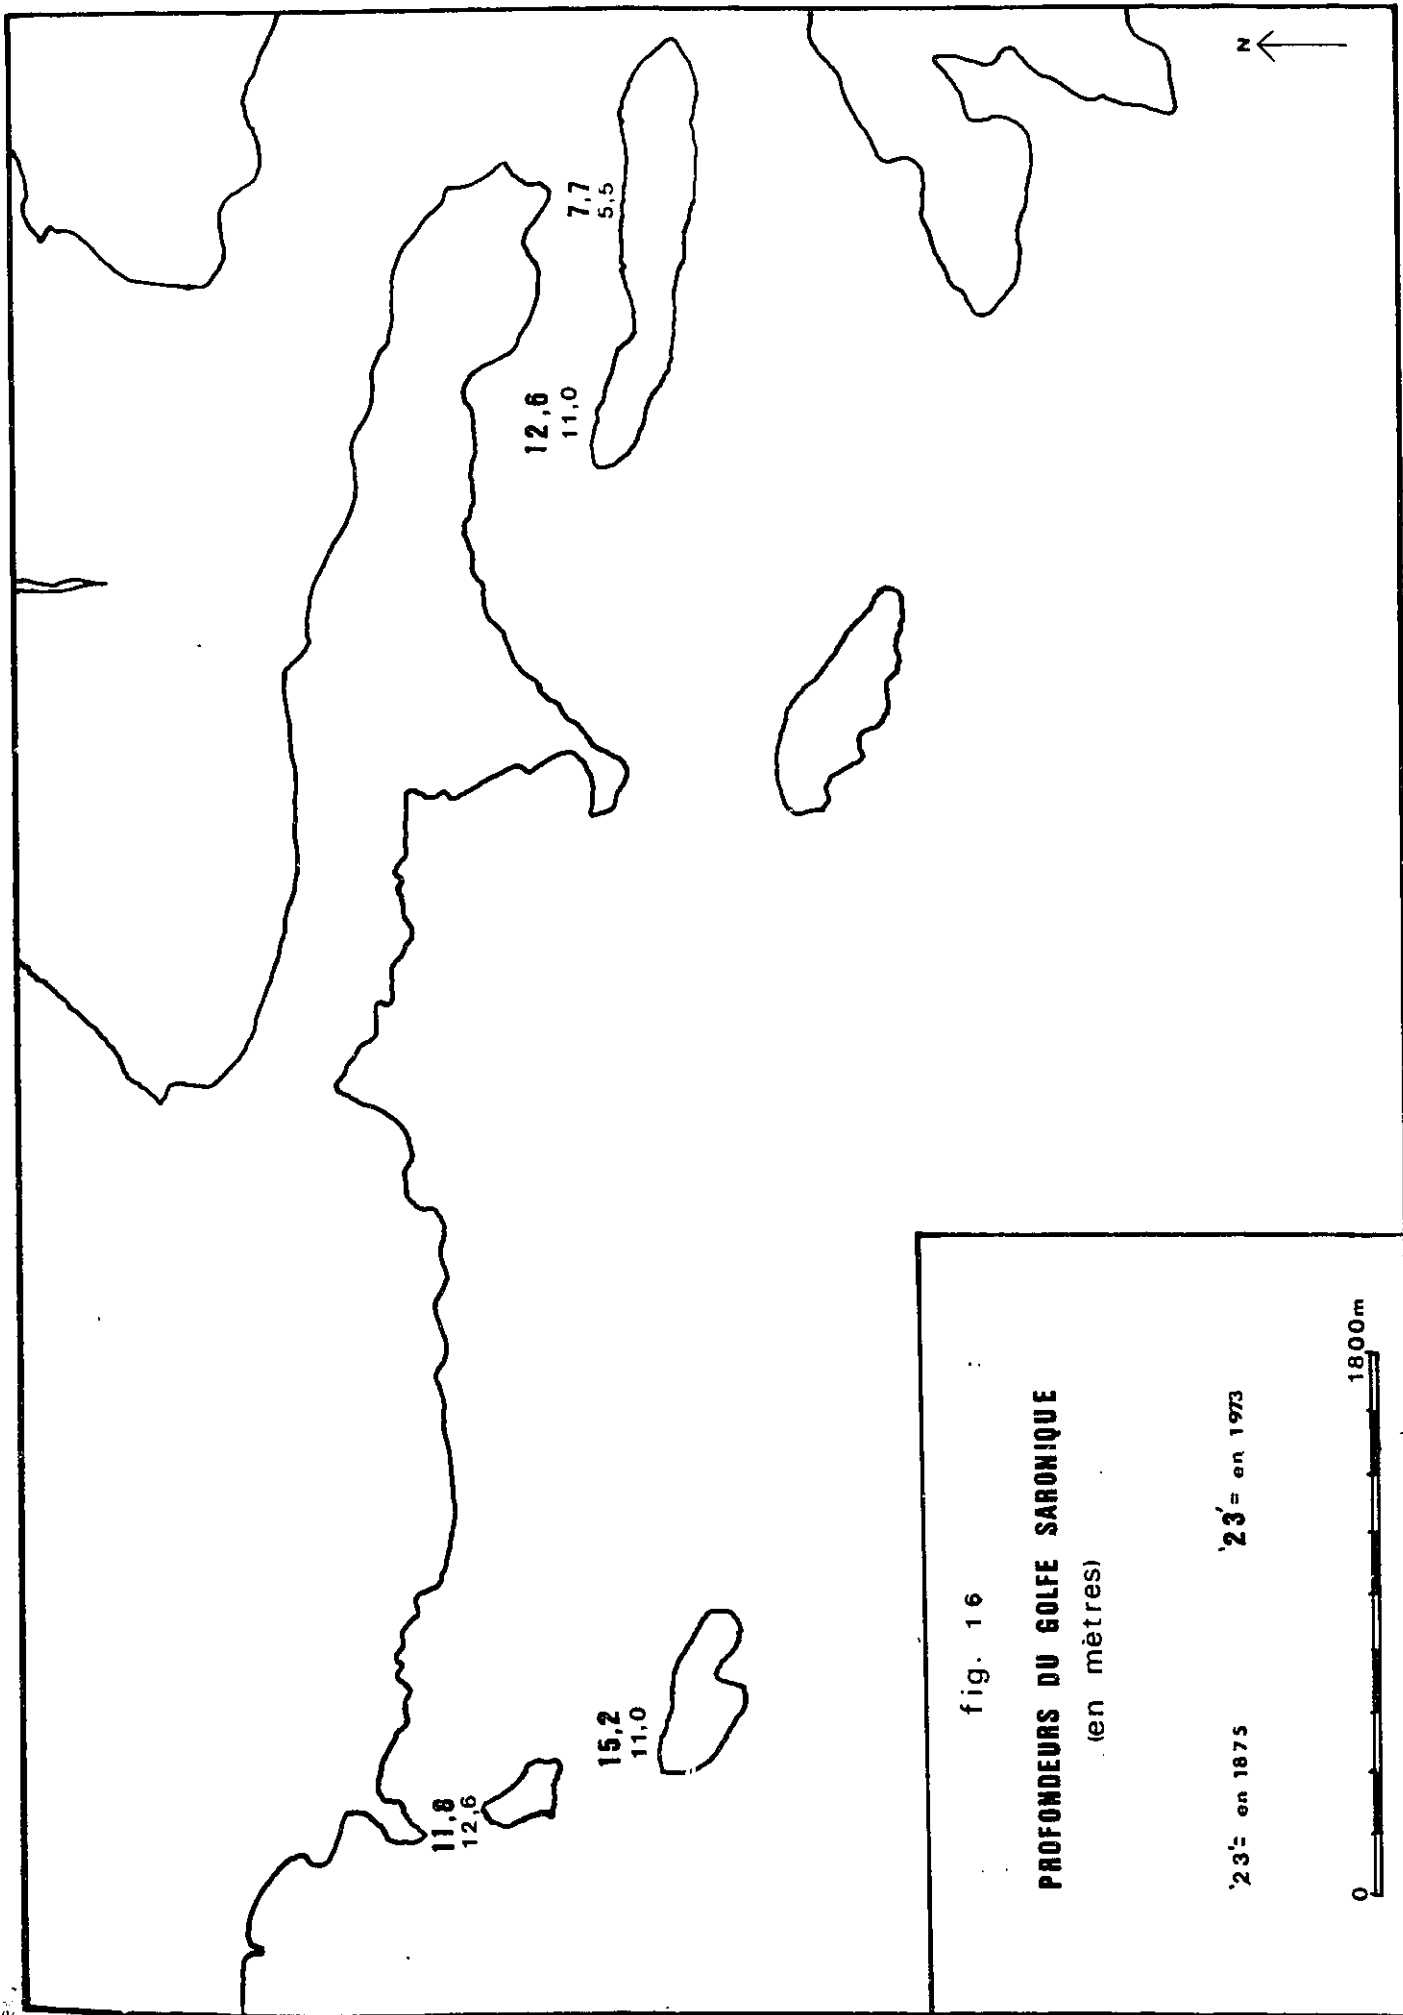 N
7,7
5,5
12,6
11,0
15,2
11,0
11,8
12,6
fig. 16
PROFONDEURS DU GOLFE SARONIQUE
(en mètres)
'23'= en 1875 '23'= en 1973
0 1800m